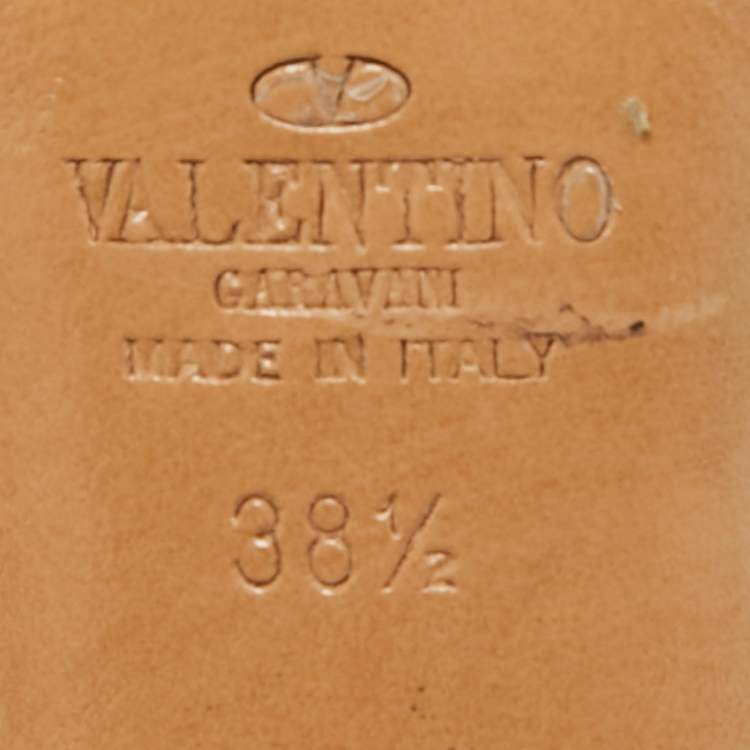 V
VALENTINO
GARAVANI
MADE IN ITALY
38½